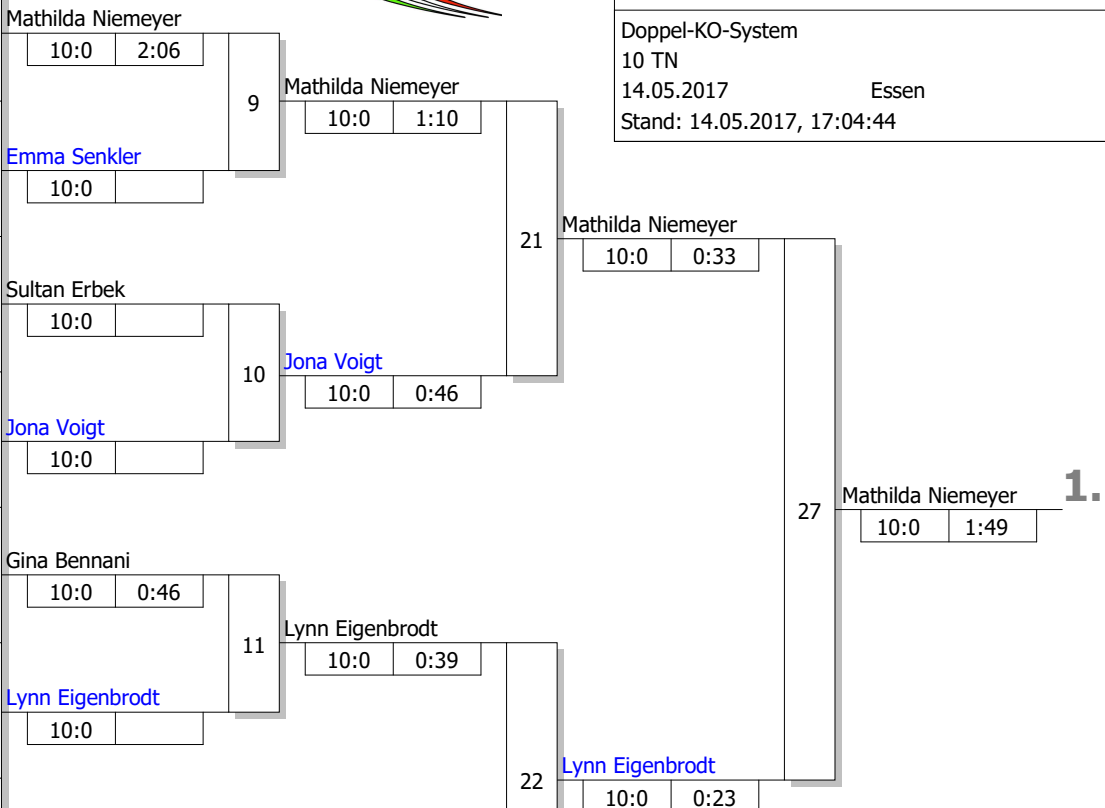 Doppel-KO-System
10 TN
14.05.2017 Essen
Stand: 14.05.2017, 17:04:44
Mathilda Niemeyer
10:0 2:06
9
Mathilda Niemeyer
10:0 1:10
Emma Senkler
10:0
21
Mathilda Niemeyer
10:0 0:33
Sultan Erbek
10:0
10
Jona Voigt
10:0 0:46
Jona Voigt
10:0
27
Mathilda Niemeyer 1.
10:0 1:49
Gina Bennani
10:0 0:46
11
Lynn Eigenbrodt
10:0 0:39
Lynn Eigenbrodt
10:0
22
Lynn Eigenbrodt
10:0 0:23